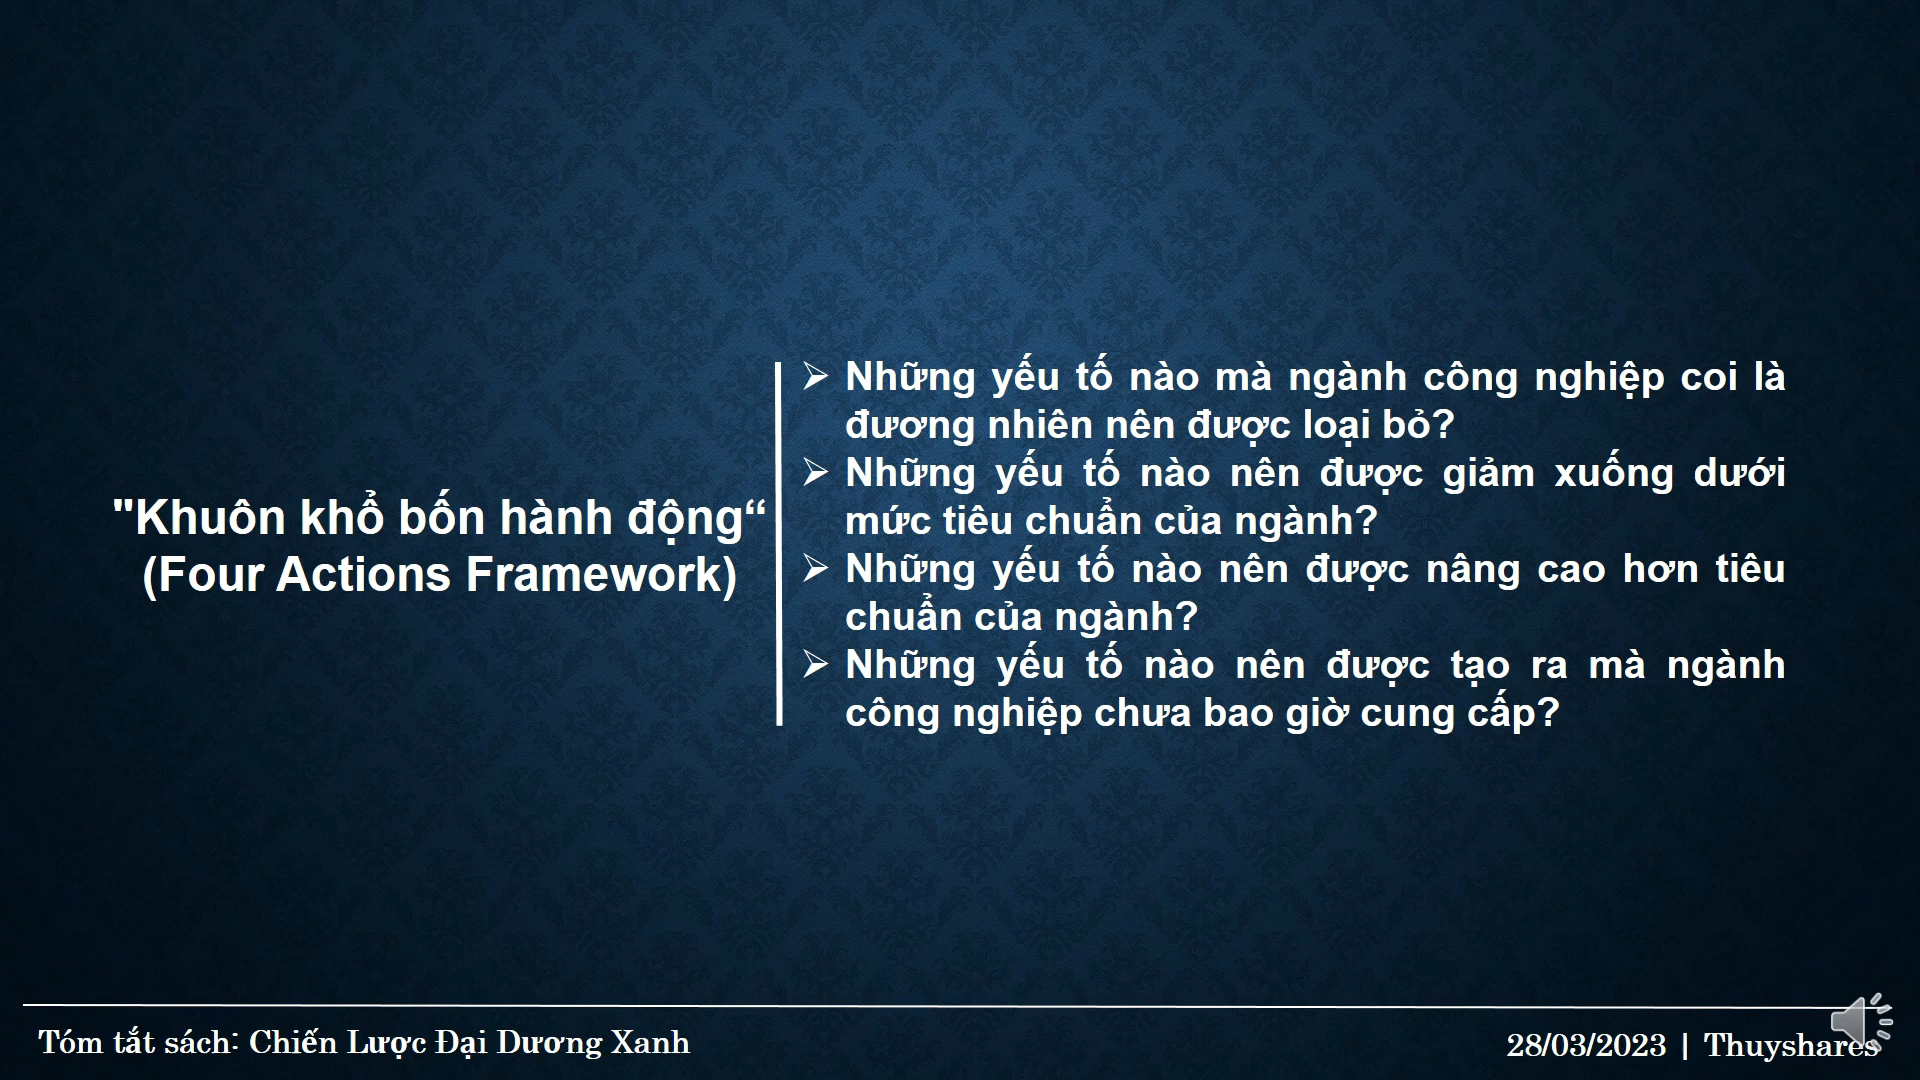 "Khuôn khổ bốn hành động“
(Four Actions Framework)
Những yếu tố nào mà ngành công nghiệp coi là
đương nhiên nên được loại bỏ?
Những yếu tố nào nên được giảm xuống dưới
mức tiêu chuẩn của ngành?
Những yếu tố nào nên được nâng cao hơn tiêu
chuẩn của ngành?
Những yếu tố nào nên được tạo ra mà ngành
công nghiệp chưa bao giờ cung cấp?
Tóm tắt sách: Chiến Lược Đại Dương Xanh
28/03/2023 | Thuyshares